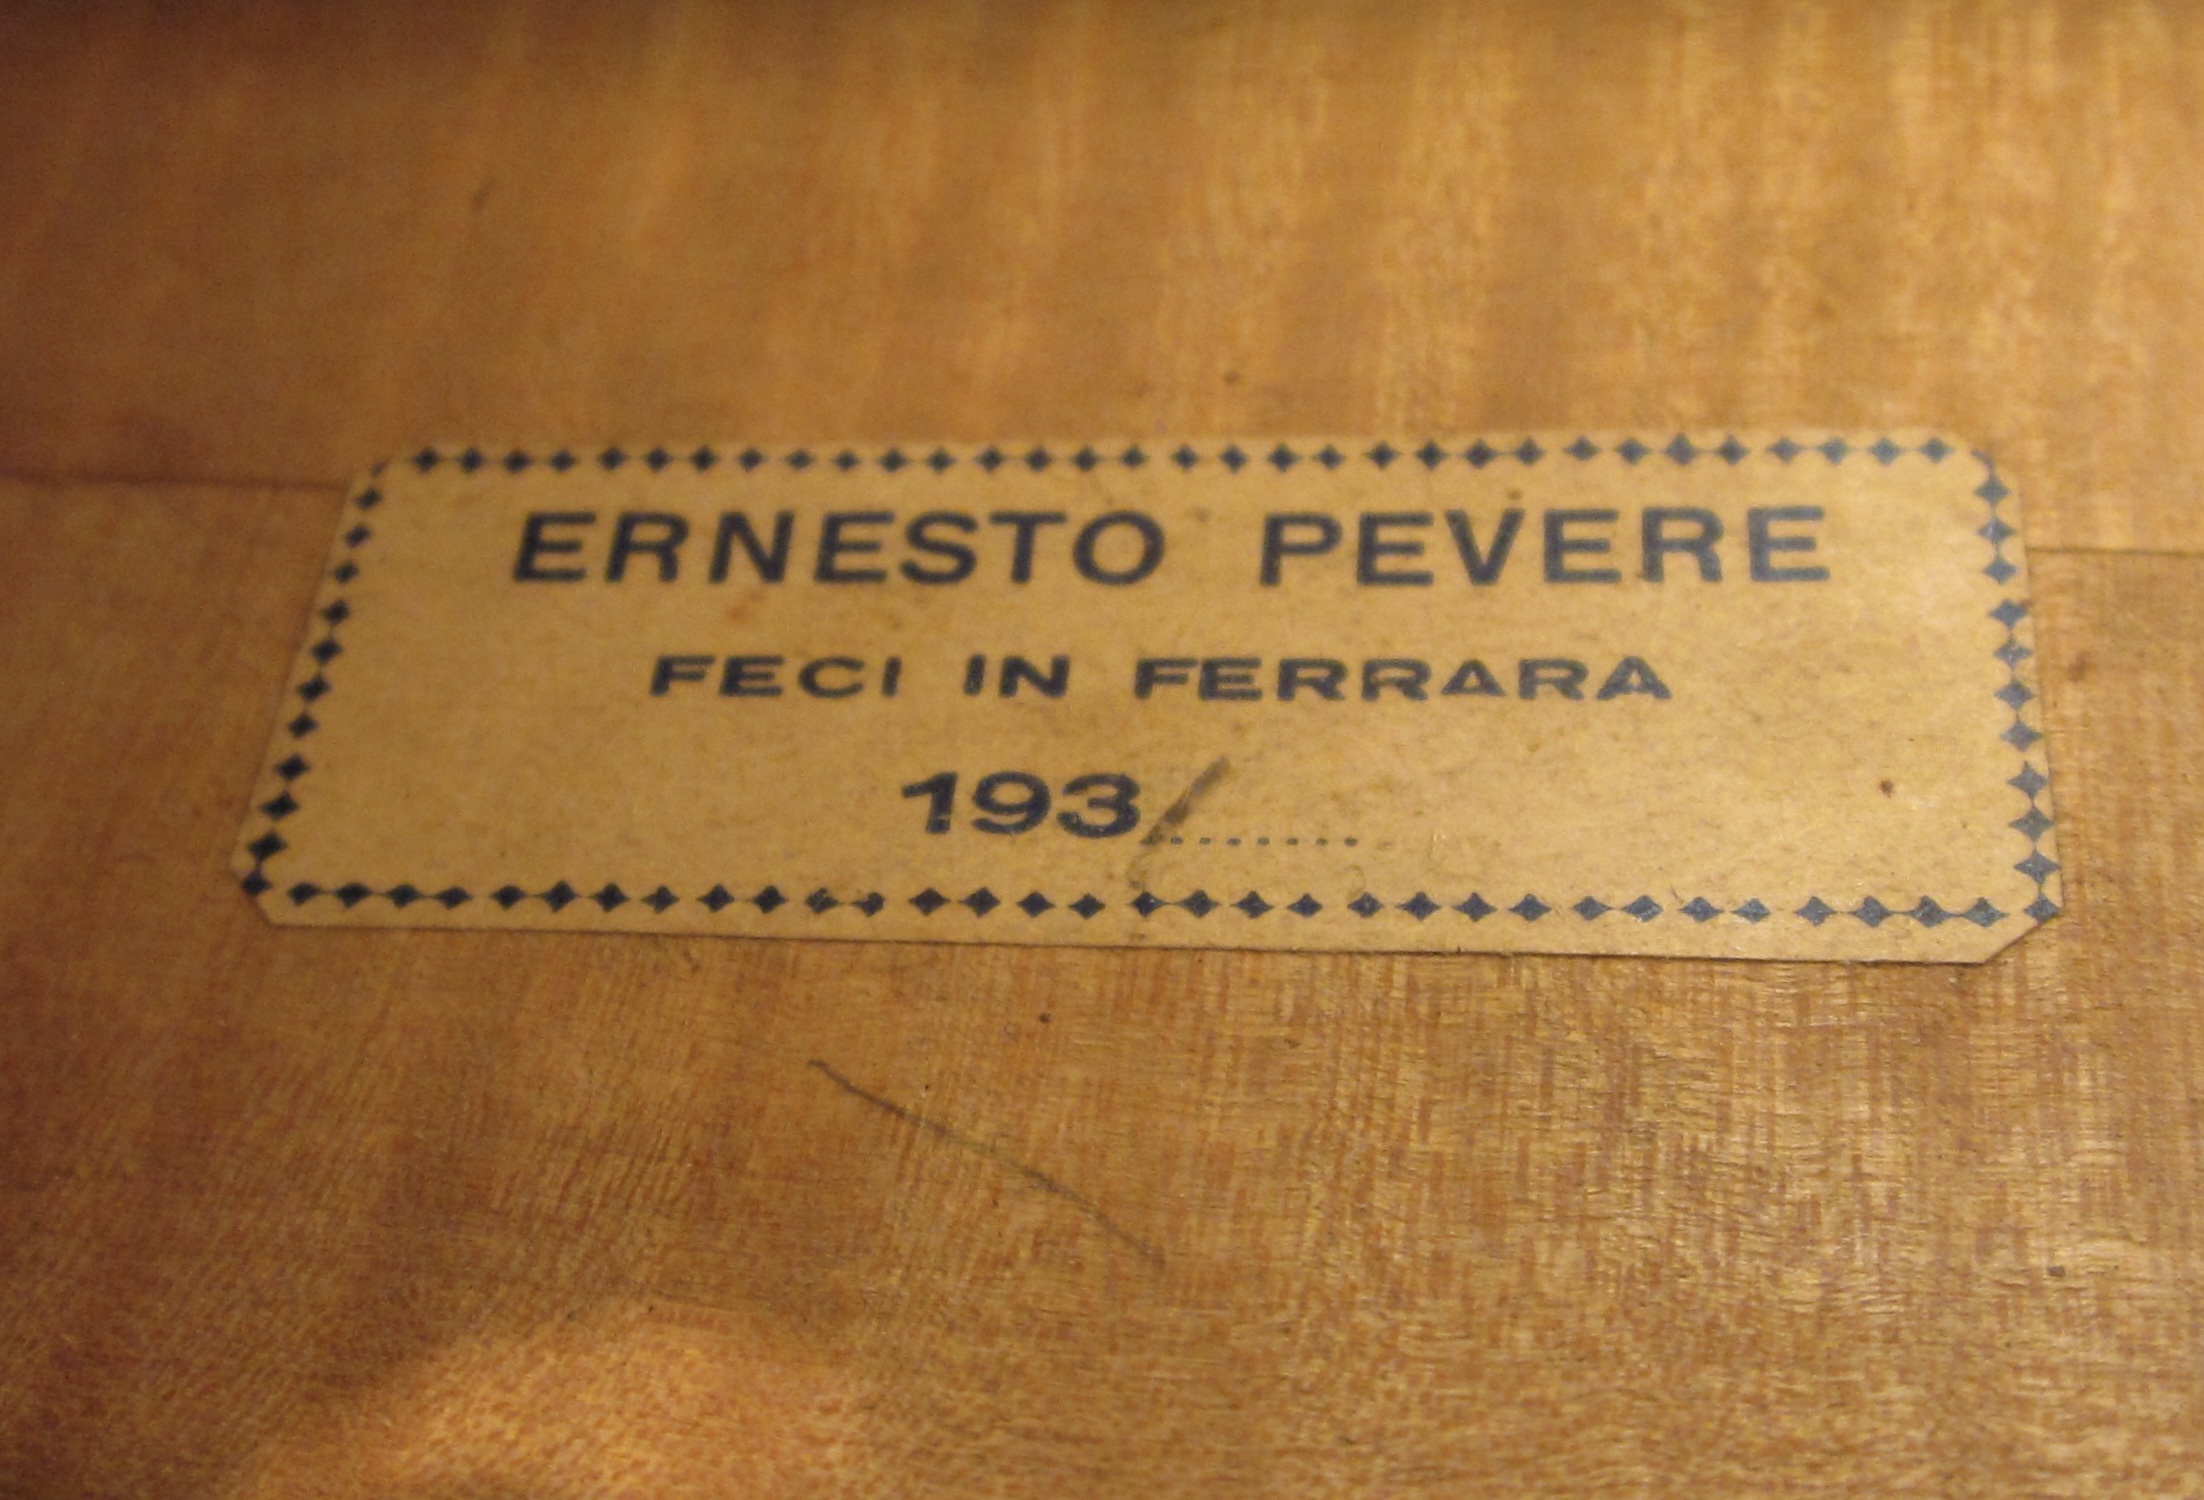 ERNESTO PEVERE
FECI IN FERRARA
193/.......